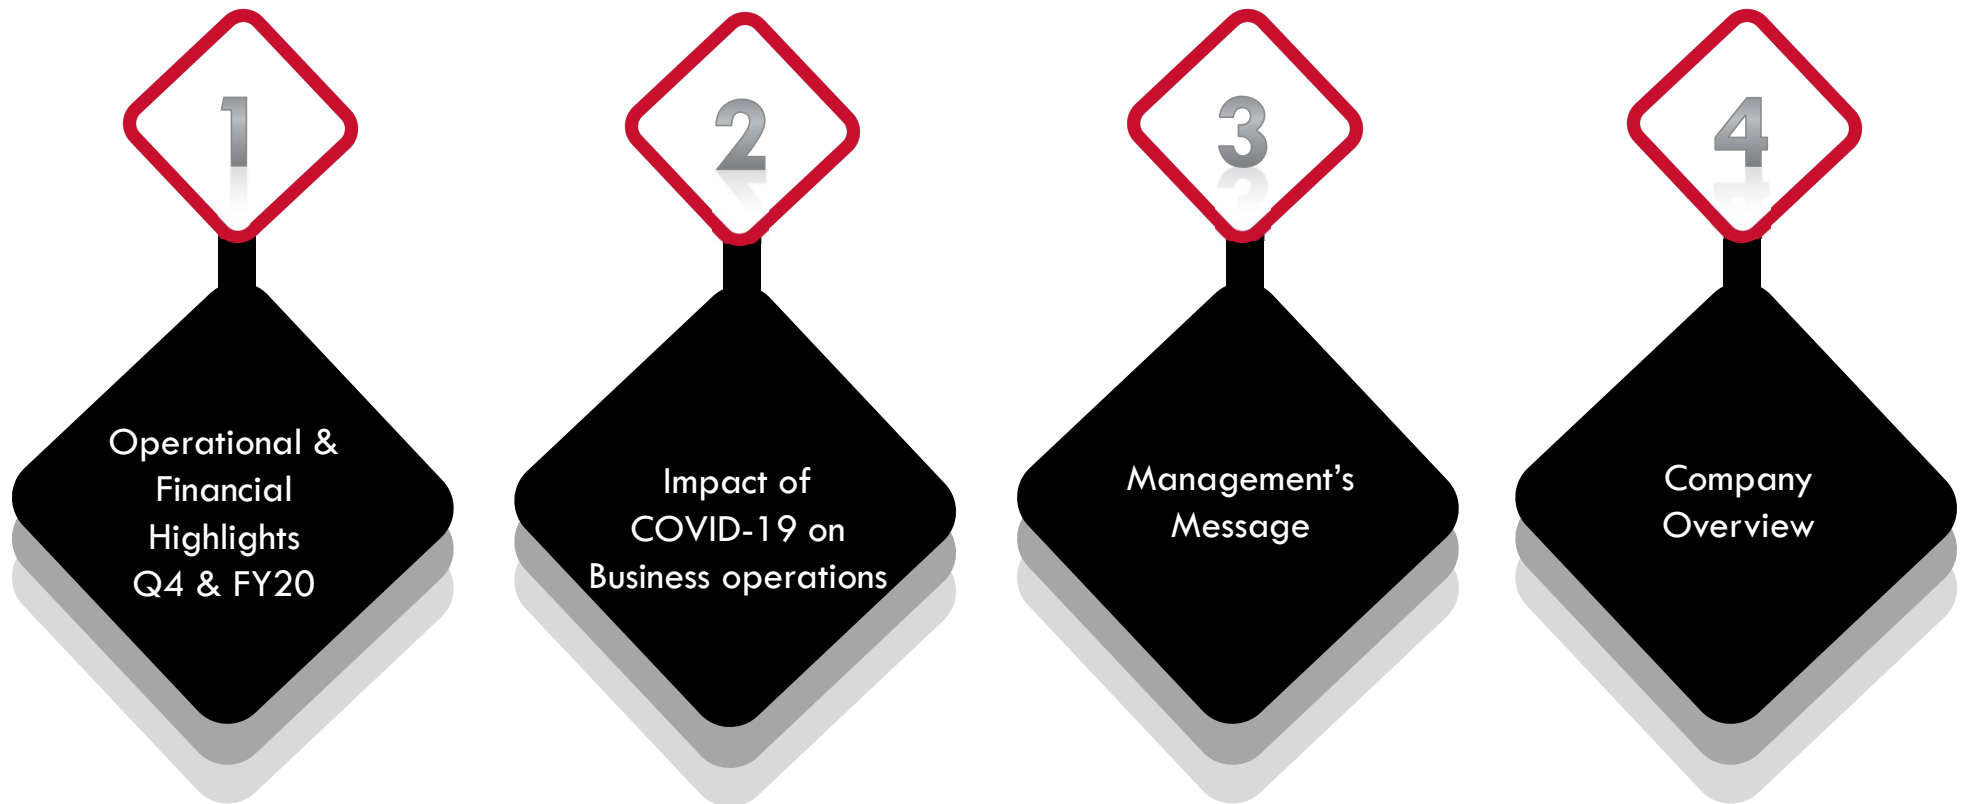 1
Operational &
Financial
Highlights
Q4 & FY20
2
Impact of
COVID-19 on
Business operations
3
Management’s
Message
4
Company
Overview